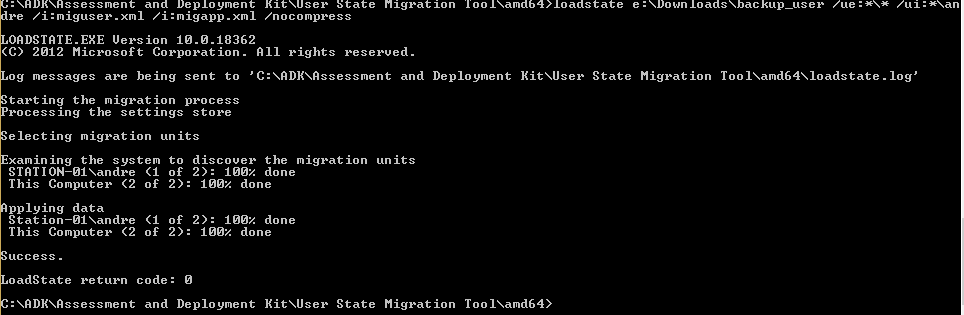 C:\ADK\Assessment and Deployment Kit\User State Migration Tool\amd64>loadstate e:\Downloads\backup_user /ue:*\* /ui:*\an
dre /i:miguser.xml /i:migapp.xml /nocompress
LOADSTATE.EXE Version 10.0.18362
(C) 2012 Microsoft Corporation. All rights reserved.
Log messages are being sent to 'C:\ADK\Assessment and Deployment Kit\User State Migration Tool\amd64\loadstate.log'
Starting the migration process
Processing the settings store
Selecting migration units
Examining the system to discover the migration units
STATION-01\andre (1 of 2): 100% done
This Computer (2 of 2): 100% done
Applying data
Station-01\andre (1 of 2): 100% done
This Computer (2 of 2): 100% done
Success.
LoadState return code: 0
C:\ADK\Assessment and Deployment Kit\User State Migration Tool\amd64>